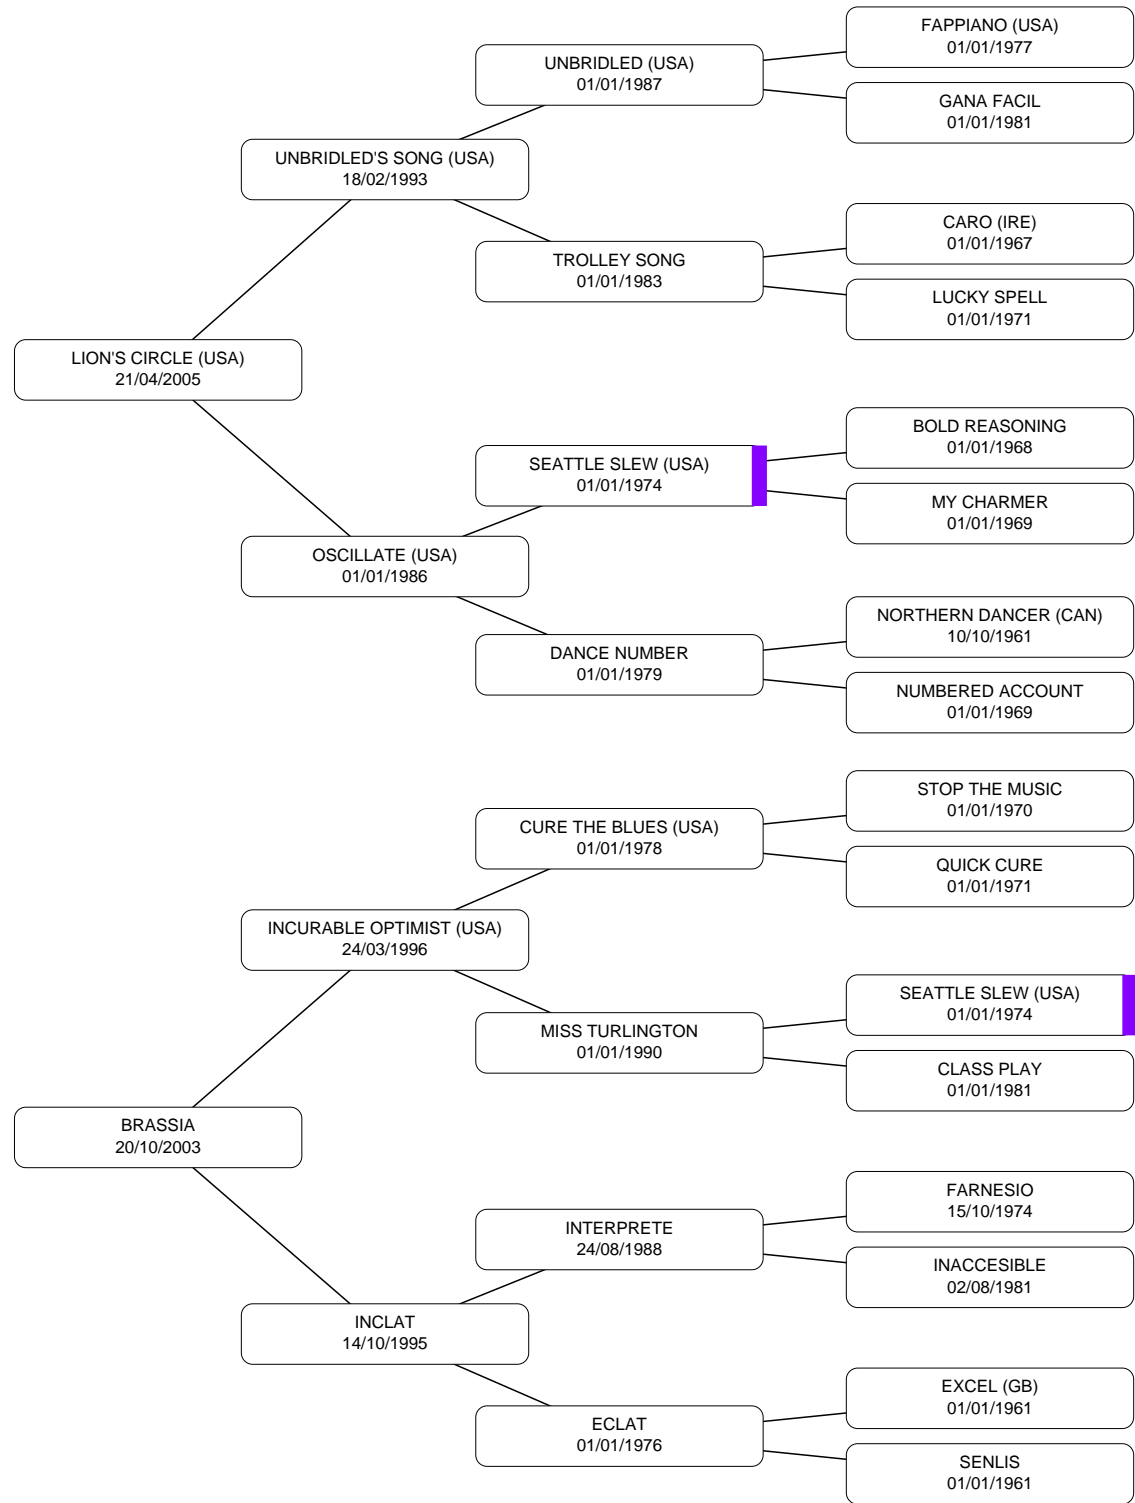 FAPPIANO (USA)
01/01/1977
UNBRIDLED (USA)
01/01/1987
GANA FACIL
01/01/1981
UNBRIDLED'S SONG (USA)
18/02/1993
CARO (IRE)
01/01/1967
TROLLEY SONG
01/01/1983
LUCKY SPELL
01/01/1971
LION'S CIRCLE (USA)
21/04/2005
BOLD REASONING
01/01/1968
SEATTLE SLEW (USA)
01/01/1974
MY CHARMER
01/01/1969
OSCILLATE (USA)
01/01/1986
NORTHERN DANCER (CAN)
10/10/1961
DANCE NUMBER
01/01/1979
NUMBERED ACCOUNT
01/01/1969
STOP THE MUSIC
01/01/1970
CURE THE BLUES (USA)
01/01/1978
QUICK CURE
01/01/1971
INCURABLE OPTIMIST (USA)
24/03/1996
SEATTLE SLEW (USA)
01/01/1974
MISS TURLINGTON
01/01/1990
CLASS PLAY
01/01/1981
BRASSIA
20/10/2003
FARNESIO
15/10/1974
INTERPRETE
24/08/1988
INACCESIBLE
02/08/1981
INCLAT
14/10/1995
EXCEL (GB)
01/01/1961
ECLAT
01/01/1976
SENLIS
01/01/1961